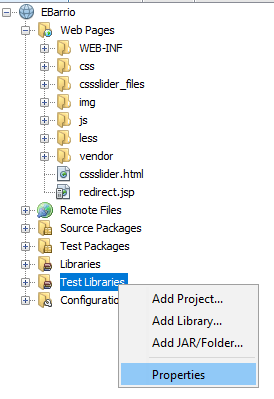 EBarrio
Web Pages
WEB-INF
css
cssslider_files
img
js
less
vendor
cssslider.html
redirect.jsp
Remote Files
Source Packages
Test Packages
Libraries
Test Libraries
Configuration
Add Project...
Add Library...
Add JAR/Folder...
Properties